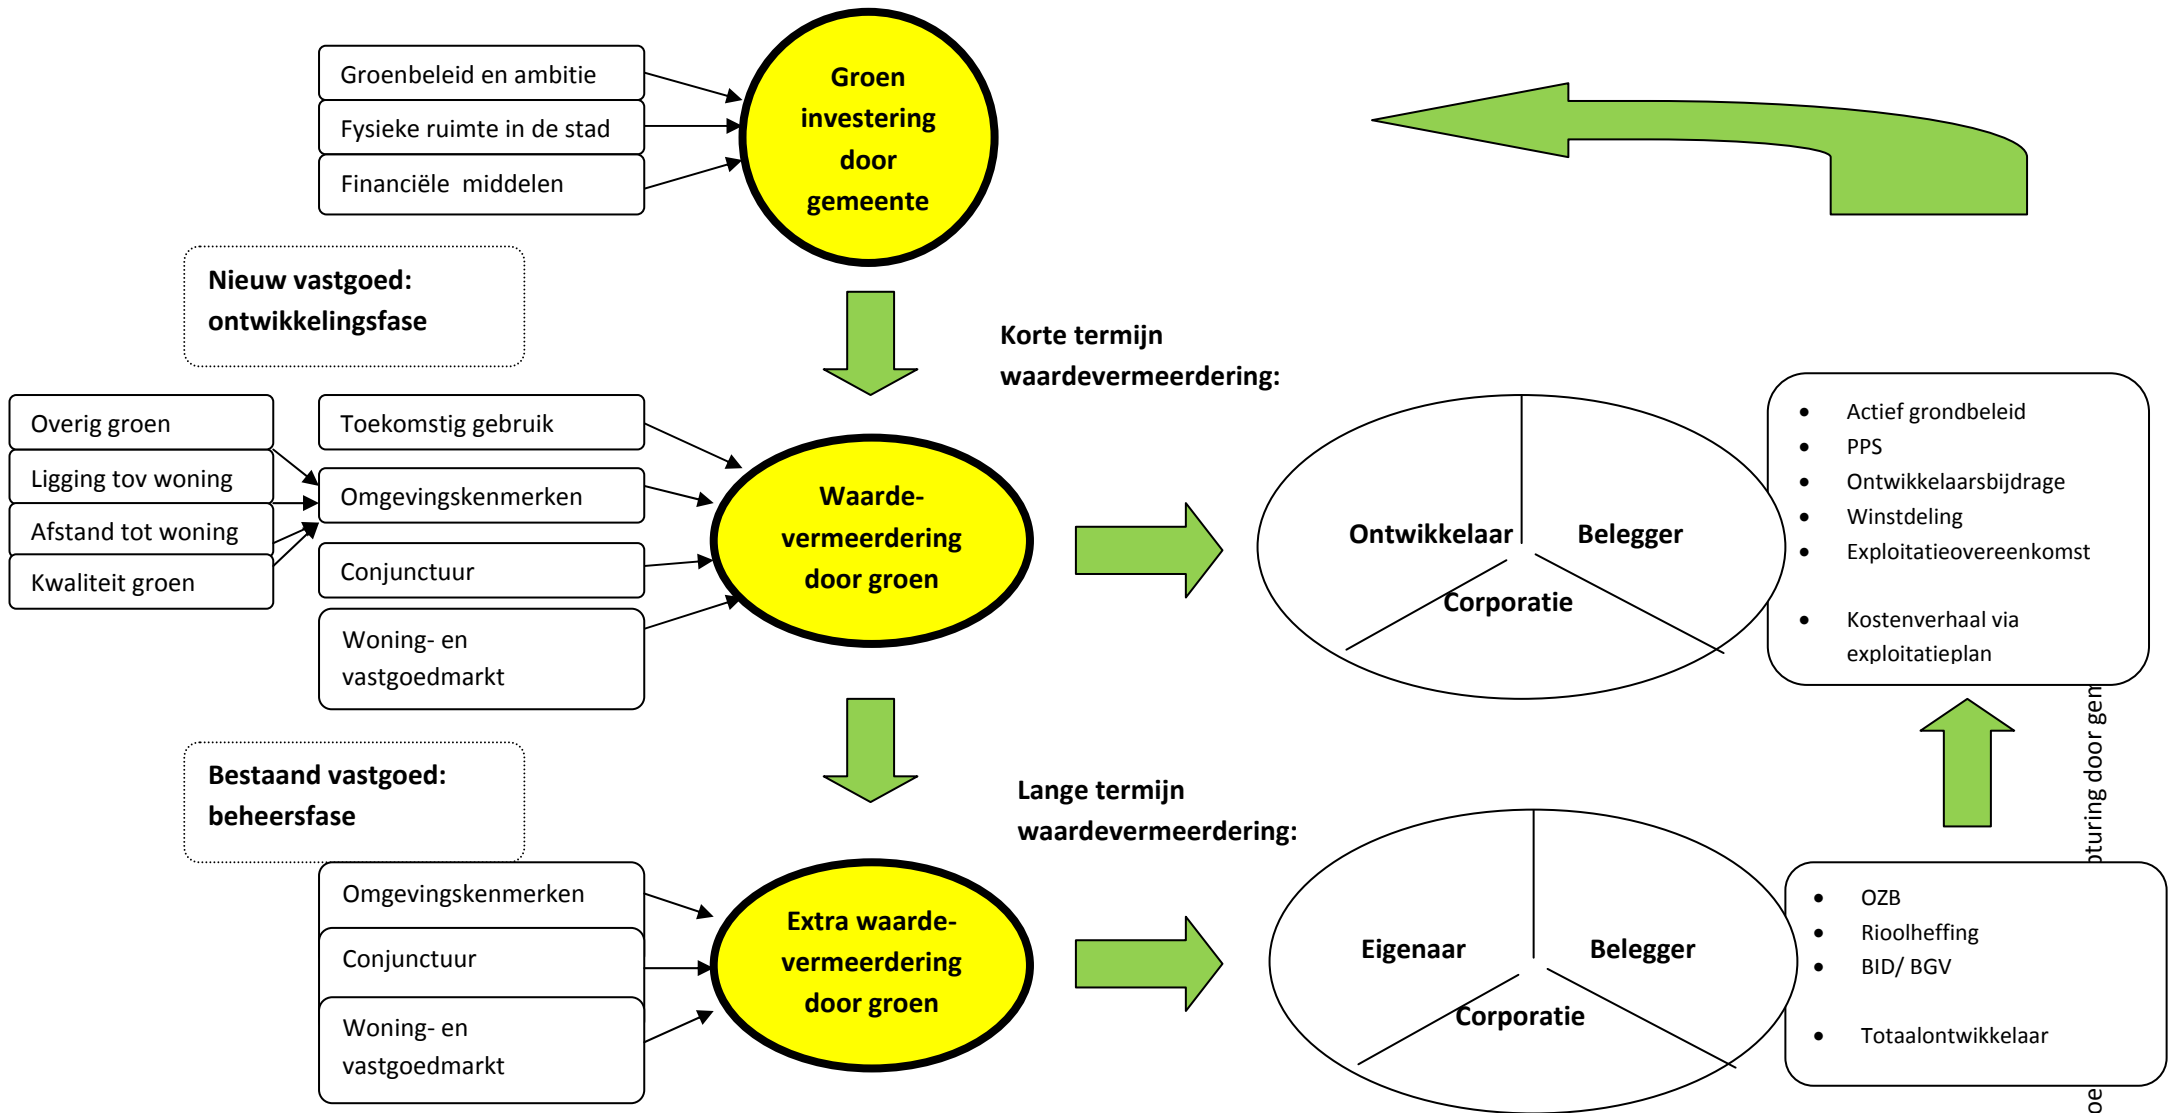 Groenbeleid en ambitie
Fysieke ruimte in de stad
Financiële middelen
Groen
investering
door
gemeente
Nieuw vastgoed:
ontwikkelingsfase
Korte termijn
waardevermeerdering:
Overig groen
Ligging tov woning
Afstand tot woning
Kwaliteit groen
Toekomstig gebruik
Omgevingskenmerken
Conjunctuur
Woning- en
vastgoedmarkt
Waarde-
vermeerdering
door groen
Ontwikkelaar
Belegger
Corporatie
• Actief grondbeleid
• PPS
• Ontwikkelaarsbijdrage
• Winstdeling
• Exploitatieovereenkomst
• Kostenverhaal via
exploitatieplan
Bestaand vastgoed:
beheersfase
Lange termijn
waardevermeerdering:
Omgevingskenmerken
Conjunctuur
Woning- en
vastgoedmarkt
Extra waarde-
vermeerdering
door groen
Eigenaar
Belegger
Corporatie
• OZB
• Rioolheffing
• BID/ BGV
• Totaalontwikkelaar
door